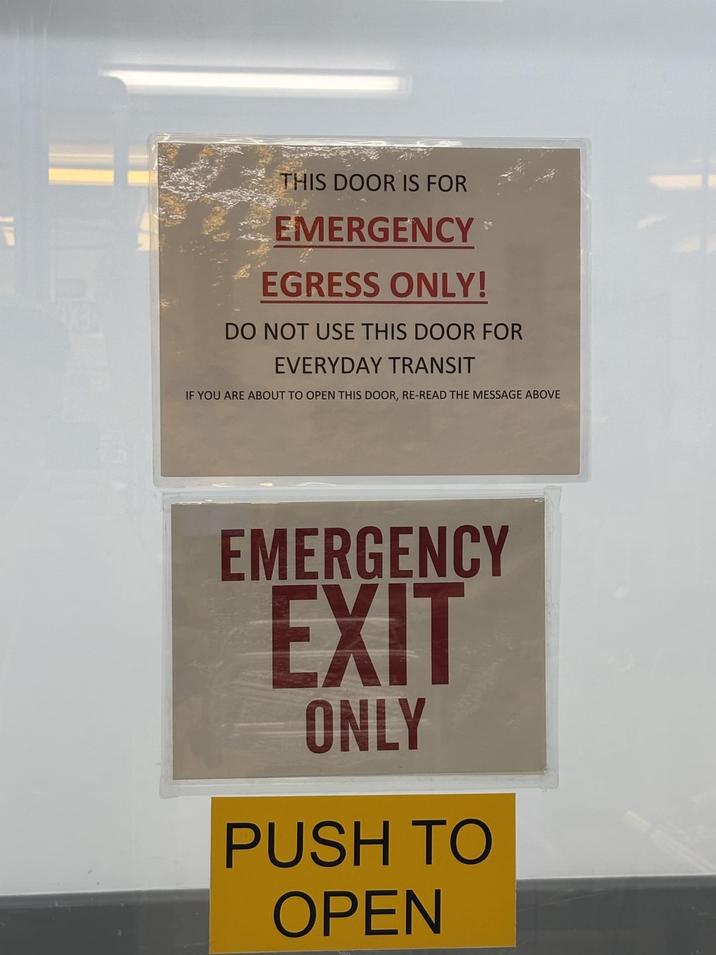 THIS DOOR IS FOR
EMERGENCY
EGRESS ONLY!
DO NOT USE THIS DOOR FOR
EVERYDAY TRANSIT
IF YOU ARE ABOUT TO OPEN THIS DOOR, RE-READ THE MESSAGE ABOVE
EMERGENCY
EXIT
ONLY
PUSH TO
OPEN